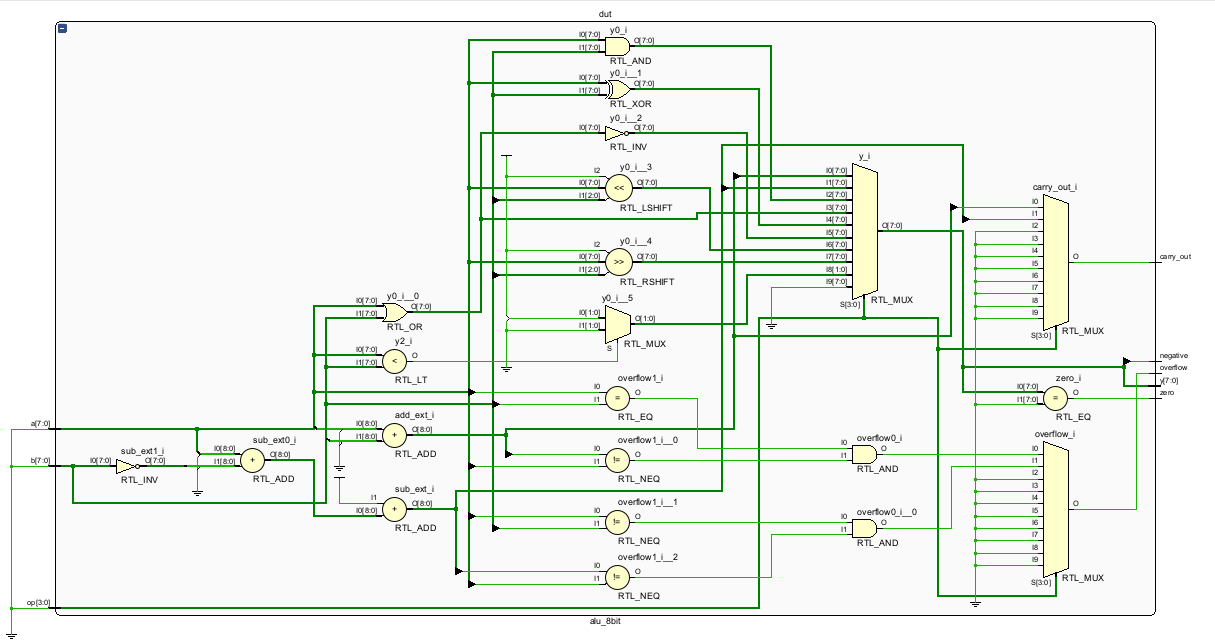 dut
y0_i
I0[7:0]
I1[7:0]
O[7:0]
RTL_AND
y0_i__1
I0[7:0]
I1[7:0]
O[7:0]
RTL_XOR
y0_i__2
I0[7:0]
O[7:0]
RTL_INV
y0_i__3
I2
I0[7:0]
I1[2:0]
<<
O[7:0]
RTL_LSHIFT
y0_i__4
I2
I0[7:0]
I1[2:0]
>>
O[7:0]
RTL_RSHIFT
y0_i__5
I0[1:0]
I1[1:0]
O[1:0]
S
RTL_MUX
y_i
I0[7:0]
I1[7:0]
I2[7:0]
I3[7:0]
I4[7:0]
I5[7:0]
I6[7:0]
I7[7:0]
I8[1:0]
I9[7:0]
O[7:0]
S[3:0]
RTL_MUX
carry_out_i
I0
I1
I2
I3
I4
I5
I6
I7
I8
I9
O
S[3:0]
RTL_MUX
carry_out
negative
overflow
y[7:0]
zero
y0_i__0
I0[7:0]
I1[7:0]
O[7:0]
RTL_OR
y2_i
I0[7:0]
I1[7:0]
<
O
RTL_LT
overflow1_i
I0
I1
=
O
RTL_EQ
zero_i
I0[7:0]
I1[7:0]
=
O
RTL_EQ
a[7:0]
b[7:0]
op[3:0]
sub_ext1_i
I0[7:0]
O[7:0]
RTL_INV
sub_ext0_i
I0[8:0]
I1[8:0]
+
O[8:0]
RTL_ADD
add_ext_i
I0[8:0]
I1[8:0]
+
O[8:0]
RTL_ADD
sub_ext_i
I1
I0[8:0]
+
O[8:0]
RTL_ADD
overflow1_i__0
I0
I1
!=
O
RTL_NEQ
overflow1_i__1
I0
I1
!=
O
RTL_NEQ
overflow1_i__2
I0
I1
!=
O
RTL_NEQ
overflow0_i
I0
I1
O
RTL_AND
overflow0_i__0
I0
I1
O
RTL_AND
overflow_i
I0
I1
I2
I3
I4
I5
I6
I7
I8
I9
O
S[3:0]
RTL_MUX
alu_8bit